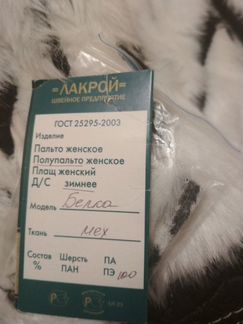 =ЛАКРОЙ=
ШВЕЙНОЕ ПРЕДПРИЯТИЕ
ГОСТ 25295-2003
Изделие
Пальто женское
Полупальто женское
Плащ женский
Д/С зимнее
Модель Белка
Ткань Мех
Состав Шерсть ПА
% ПАН ПЭ 100